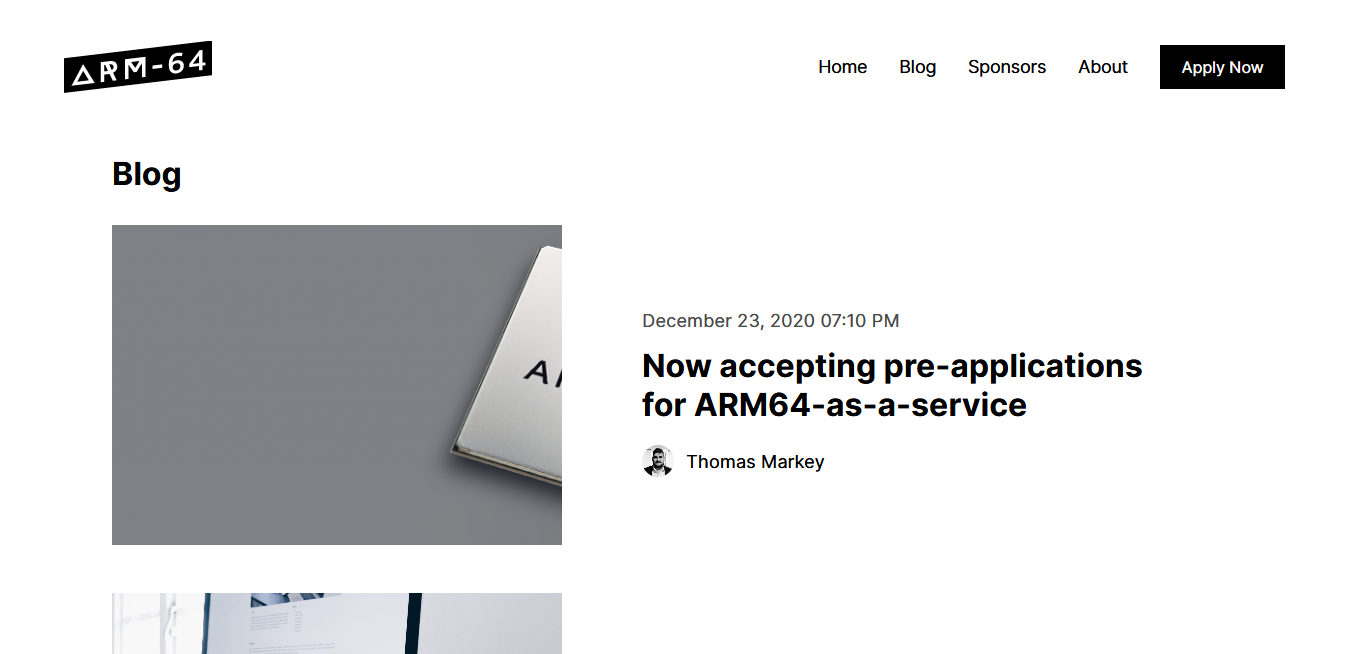 ARM-64
Home Blog Sponsors About Apply Now
Blog
December 23, 2020 07:10 PM
Now accepting pre-applications
for ARM64-as-a-service
Thomas Markey